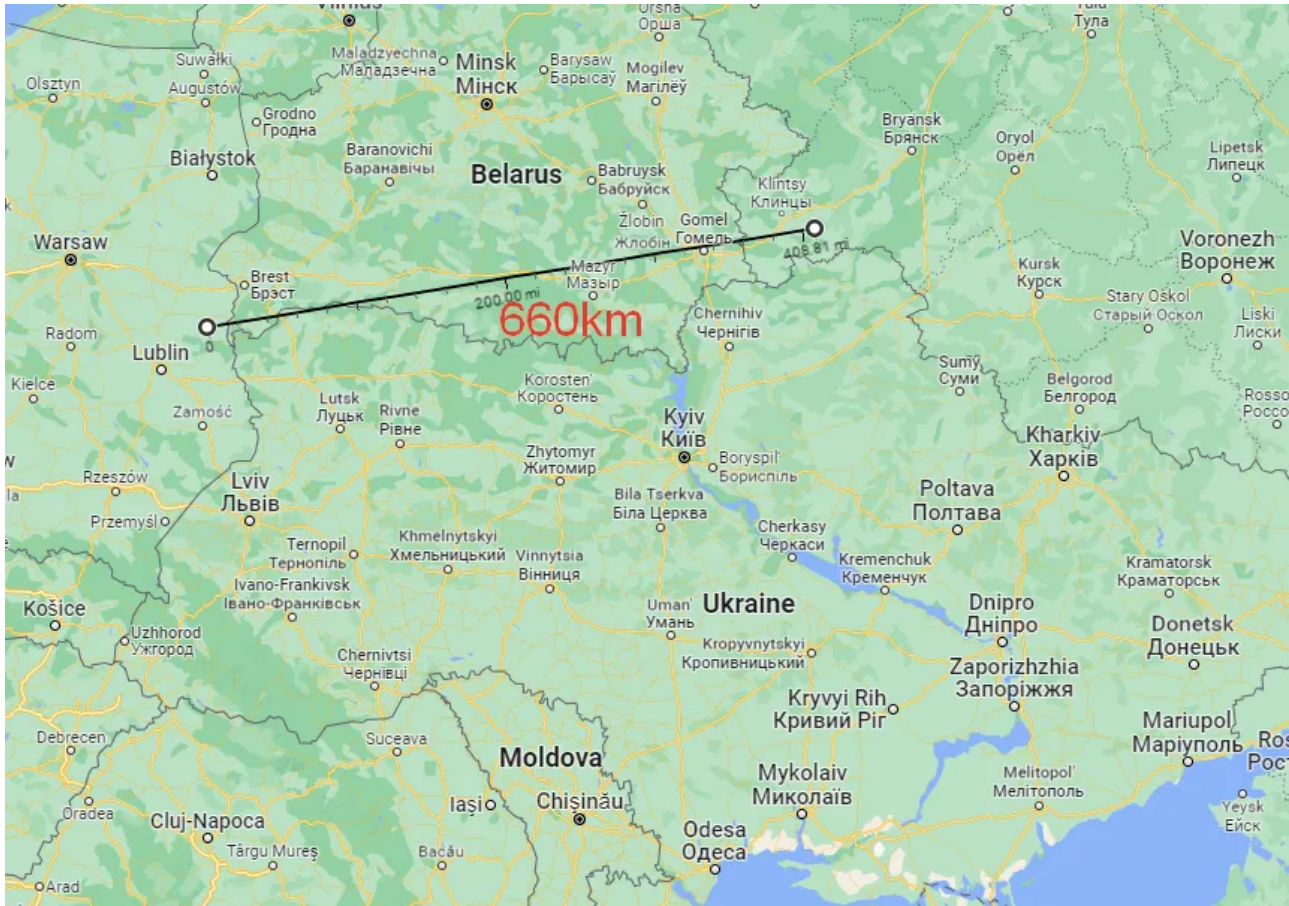 Vilnius
Orsha
Орша
Tula
Тула
Suwałki
Maladzyechna
Маладзечна
Minsk
Мінск
Barysaw
Барысаў
Mogilev
Магілёў
Olsztyn
Augustów
Grodno
Гродна
Bryansk
Брянск
Oryol
Орёл
Lipetsk
Липецк
Białystok
Baranovichi
Баранавічы
Belarus
Babruysk
Бабруйск
Klintsy
Клинцы
Žlobin
Жлобін
Gomel
Гомель
Warsaw
408.81 mi
Voronezh
Воронеж
Brest
Брэст
Mazyr
Мазыр
Kursk
Курск
Stary Oskol
Старый Оскол
200.00 mi
660km
Chernihiv
Чернігів
Liski
Лиски
Radom
0
Lublin
Sumy
Суми
Belgorod
Белгород
Kielce
Korosten'
Коростень
Zamość
Lutsk
Луцьк
Rivne
Рівне
Kyiv
Київ
Kharkiv
Харків
Rzeszów
Zhytomyr
Житомир
Boryspil'
Бориспіль
Lviv
Львів
Poltava
Полтава
Przemyśl
Bila Tserkva
Біла Церква
Ternopil
Тернопіль
Khmelnytskyi
Хмельницький
Vinnytsia
Вінниця
Cherkasy
Черкаси
Kremenchuk
Кременчук
Kramatorsk
Краматорськ
Ivano-Frankivsk
Івано-Франківськ
Košice
Uman'
Умань
Ukraine
Dnipro
Дніпро
Donetsk
Донецьк
Uzhhorod
Ужгород
Kropyvnytskyi
Кропивницький
Chernivtsi
Чернівці
Zaporizhzhia
Запоріжжя
Kryvyi Rih
Кривий Ріг
Debrecen
Suceava
Moldova
Mariupol
Маріуполь
Mykolaiv
Миколаїв
Melitopol'
Мелітополь
Oradea
Iași
Chișinău
Yeysk
Ейск
Cluj-Napoca
Târgu Mureș
Bacău
Odesa
Одеса
Arad